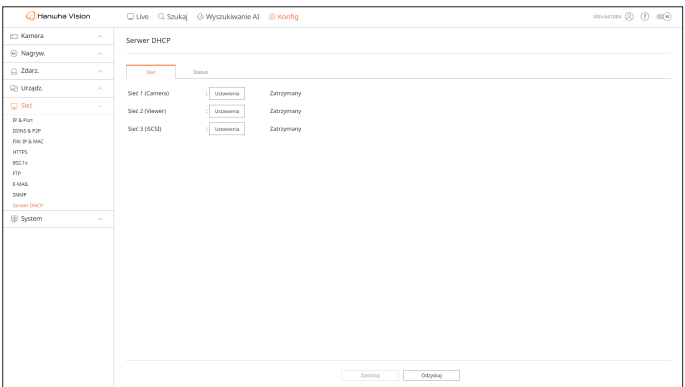 Hanwha Vision
Live Szukaj Wyszukiwanie AI Konfig
Kamera
Nagryw.
Zdarz.
Urządz.
Sieć
IP & Port
DDNS & P2P
Filtr IP & MAC
HTTPS
802.1x
FTP
E-MAIL
SNMP
Serwer DHCP
System
Serwer DHCP
Sieć Status
Sieć 1 (Camera) : Ustawienia Zatrzymany
Sieć 2 (Viewer) : Ustawienia Zatrzymany
Sieć 3 (iSCSI) : Ustawienia Zatrzymany
Zastosuj Odzyskaj